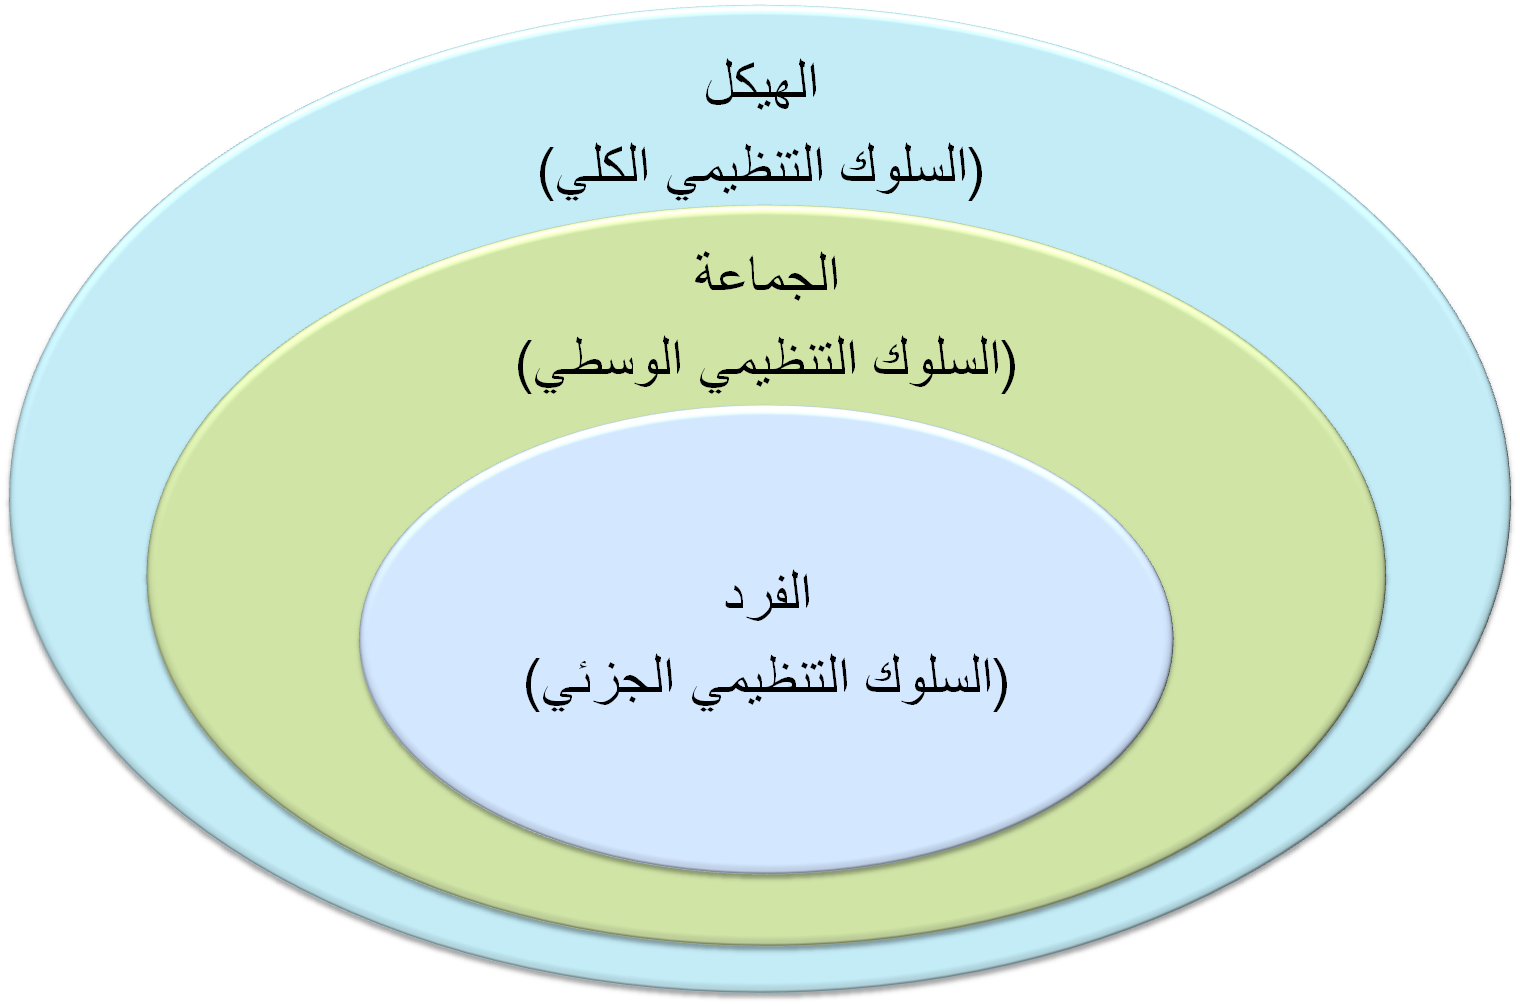 الهيكل
(السلوك التنظيمي الكلي)
الجماعة
(السلوك التنظيمي الوسطي)
الفرد
(السلوك التنظيمي الجزئي)